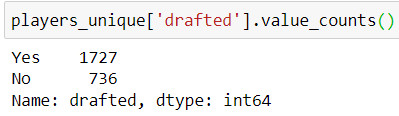 players_unique['drafted'].value_counts()
Yes    1727
No      736
Name: drafted, dtype: int64